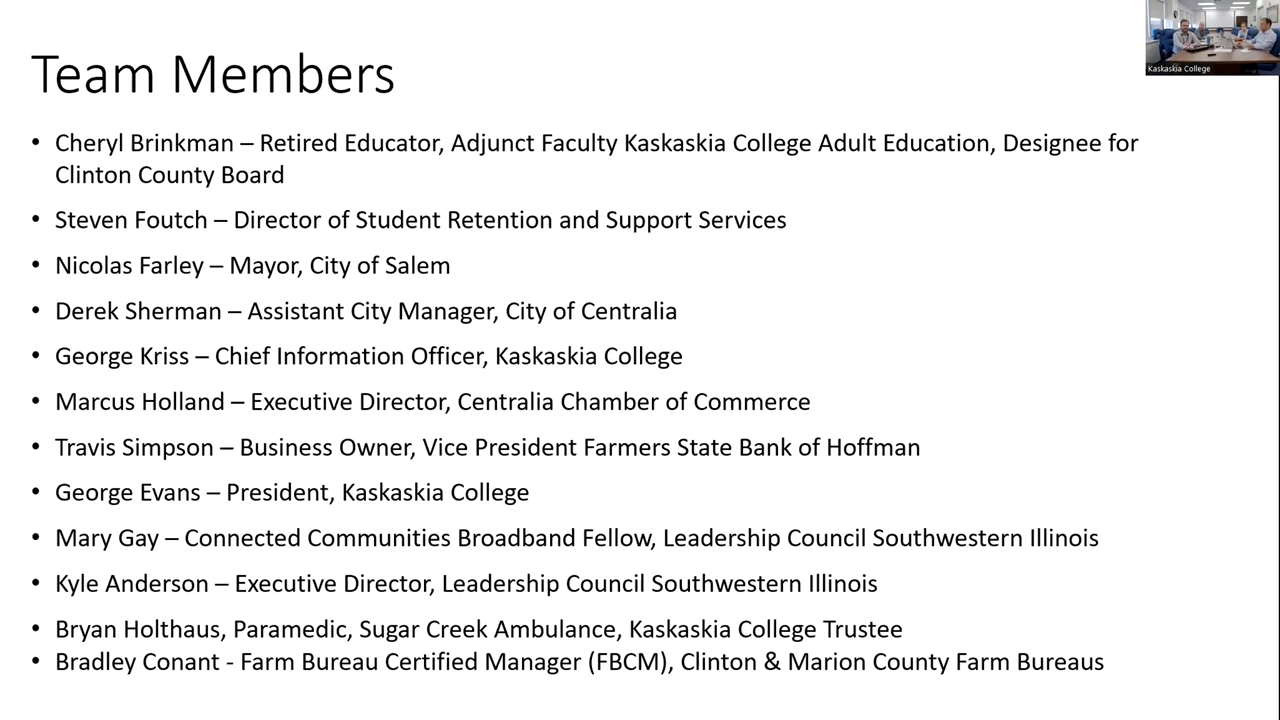 Team Members
Kaskaskia College
• Cheryl Brinkman – Retired Educator, Adjunct Faculty Kaskaskia College Adult Education, Designee for
Clinton County Board
• Steven Foutch – Director of Student Retention and Support Services
• Nicolas Farley – Mayor, City of Salem
• Derek Sherman – Assistant City Manager, City of Centralia
• George Kriss – Chief Information Officer, Kaskaskia College
• Marcus Holland – Executive Director, Centralia Chamber of Commerce
• Travis Simpson – Business Owner, Vice President Farmers State Bank of Hoffman
• George Evans – President, Kaskaskia College
• Mary Gay – Connected Communities Broadband Fellow, Leadership Council Southwestern Illinois
• Kyle Anderson – Executive Director, Leadership Council Southwestern Illinois
• Bryan Holthaus, Paramedic, Sugar Creek Ambulance, Kaskaskia College Trustee
• Bradley Conant - Farm Bureau Certified Manager (FBCM), Clinton & Marion County Farm Bureaus